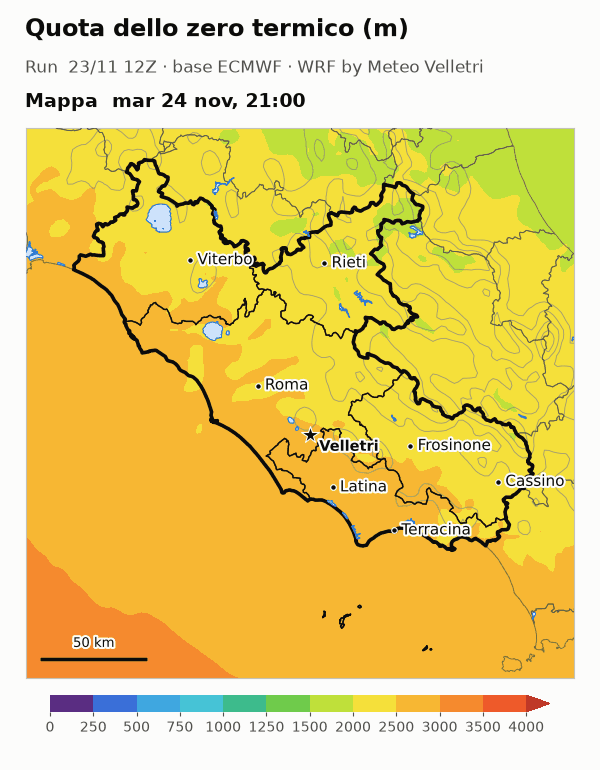 Quota dello zero termico (m)
Run  23/11 12Z · base ECMWF · WRF by Meteo Velletri
Mappa  mar 24 nov, 21:00
Viterbo
Rieti
Roma
Velletri
Frosinone
Cassino
Latina
Terracina
50 km
0 250 500 750 1000 1250 1500 2000 2500 3000 3500 4000